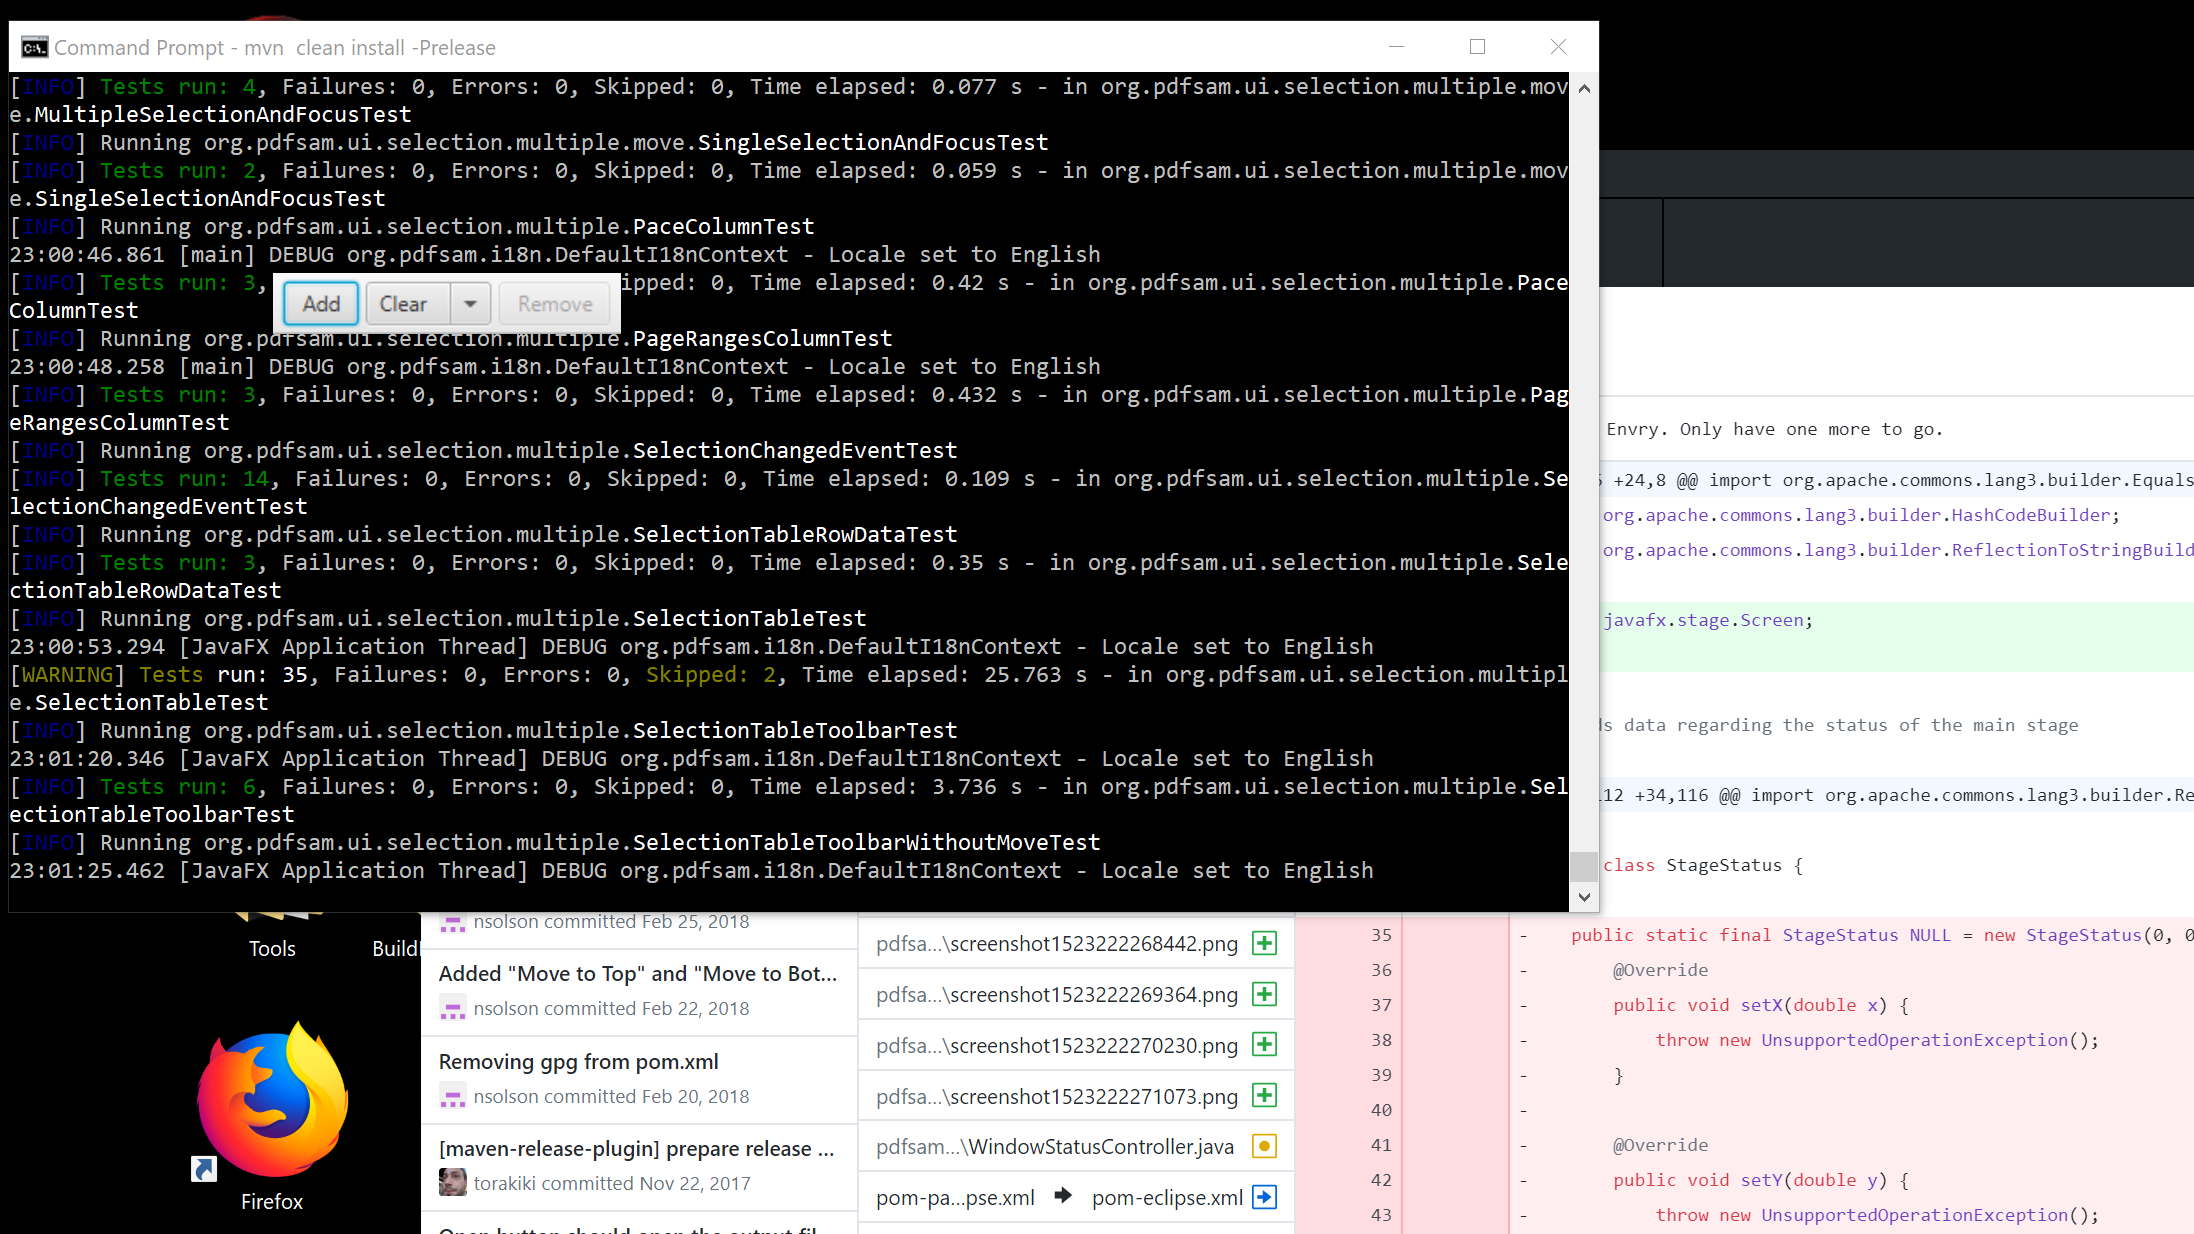 Command Prompt - mvn  clean install -Prelease
[INFO] Tests run: 4, Failures: 0, Errors: 0, Skipped: 0, Time elapsed: 0.077 s - in org.pdfsam.ui.selection.multiple.mov
e.MultipleSelectionAndFocusTest
[INFO] Running org.pdfsam.ui.selection.multiple.move.SingleSelectionAndFocusTest
[INFO] Tests run: 2, Failures: 0, Errors: 0, Skipped: 0, Time elapsed: 0.059 s - in org.pdfsam.ui.selection.multiple.mov
e.SingleSelectionAndFocusTest
[INFO] Running org.pdfsam.ui.selection.multiple.PaceColumnTest
23:00:46.861 [main] DEBUG org.pdfsam.i18n.DefaultI18nContext - Locale set to English
[INFO] Tests run: 3, ipped: 0, Time elapsed: 0.42 s - in org.pdfsam.ui.selection.multiple.Pace
Add Clear Remove
ColumnTest
[INFO] Running org.pdfsam.ui.selection.multiple.PageRangesColumnTest
23:00:48.258 [main] DEBUG org.pdfsam.i18n.DefaultI18nContext - Locale set to English
[INFO] Tests run: 3, Failures: 0, Errors: 0, Skipped: 0, Time elapsed: 0.432 s - in org.pdfsam.ui.selection.multiple.Pag
eRangesColumnTest
[INFO] Running org.pdfsam.ui.selection.multiple.SelectionChangedEventTest
[INFO] Tests run: 14, Failures: 0, Errors: 0, Skipped: 0, Time elapsed: 0.109 s - in org.pdfsam.ui.selection.multiple.Se
lectionChangedEventTest
[INFO] Running org.pdfsam.ui.selection.multiple.SelectionTableRowDataTest
[INFO] Tests run: 3, Failures: 0, Errors: 0, Skipped: 0, Time elapsed: 0.35 s - in org.pdfsam.ui.selection.multiple.Sele
ctionTableRowDataTest
[INFO] Running org.pdfsam.ui.selection.multiple.SelectionTableTest
23:00:53.294 [JavaFX Application Thread] DEBUG org.pdfsam.i18n.DefaultI18nContext - Locale set to English
[WARNING] Tests run: 35, Failures: 0, Errors: 0, Skipped: 2, Time elapsed: 25.763 s - in org.pdfsam.ui.selection.multipl
e.SelectionTableTest
[INFO] Running org.pdfsam.ui.selection.multiple.SelectionTableToolbarTest
23:01:20.346 [JavaFX Application Thread] DEBUG org.pdfsam.i18n.DefaultI18nContext - Locale set to English
[INFO] Tests run: 6, Failures: 0, Errors: 0, Skipped: 0, Time elapsed: 3.736 s - in org.pdfsam.ui.selection.multiple.Sel
ectionTableToolbarTest
[INFO] Running org.pdfsam.ui.selection.multiple.SelectionTableToolbarWithoutMoveTest
23:01:25.462 [JavaFX Application Thread] DEBUG org.pdfsam.i18n.DefaultI18nContext - Locale set to English
Tools
Build
Firefox
nsolson committed Feb 25, 2018
Added "Move to Top" and "Move to Bot...
nsolson committed Feb 22, 2018
Removing gpg from pom.xml
nsolson committed Feb 20, 2018
[maven-release-plugin] prepare release ...
torakiki committed Nov 22, 2017
Open button should open the output fil
pdfsa...\screenshot1523222268442.png
pdfsa...\screenshot1523222269364.png
pdfsa...\screenshot1523222270230.png
pdfsa...\screenshot1523222271073.png
pdfsam...\WindowStatusController.java
pom-pa...pse.xml → pom-eclipse.xml
Envry. Only have one more to go.
+24,8 @@ import org.apache.commons.lang3.builder.Equals
org.apache.commons.lang3.builder.HashCodeBuilder;
org.apache.commons.lang3.builder.ReflectionToStringBuild
javafx.stage.Screen;
ds data regarding the status of the main stage
112 +34,116 @@ import org.apache.commons.lang3.builder.Re
class StageStatus {
35 - public static final StageStatus NULL = new StageStatus(0, 0
36 - @Override
37 - public void setX(double x) {
38 - throw new UnsupportedOperationException();
39 - }
40 -
41 - @Override
42 - public void setY(double y) {
43 - throw new UnsupportedOperationException();